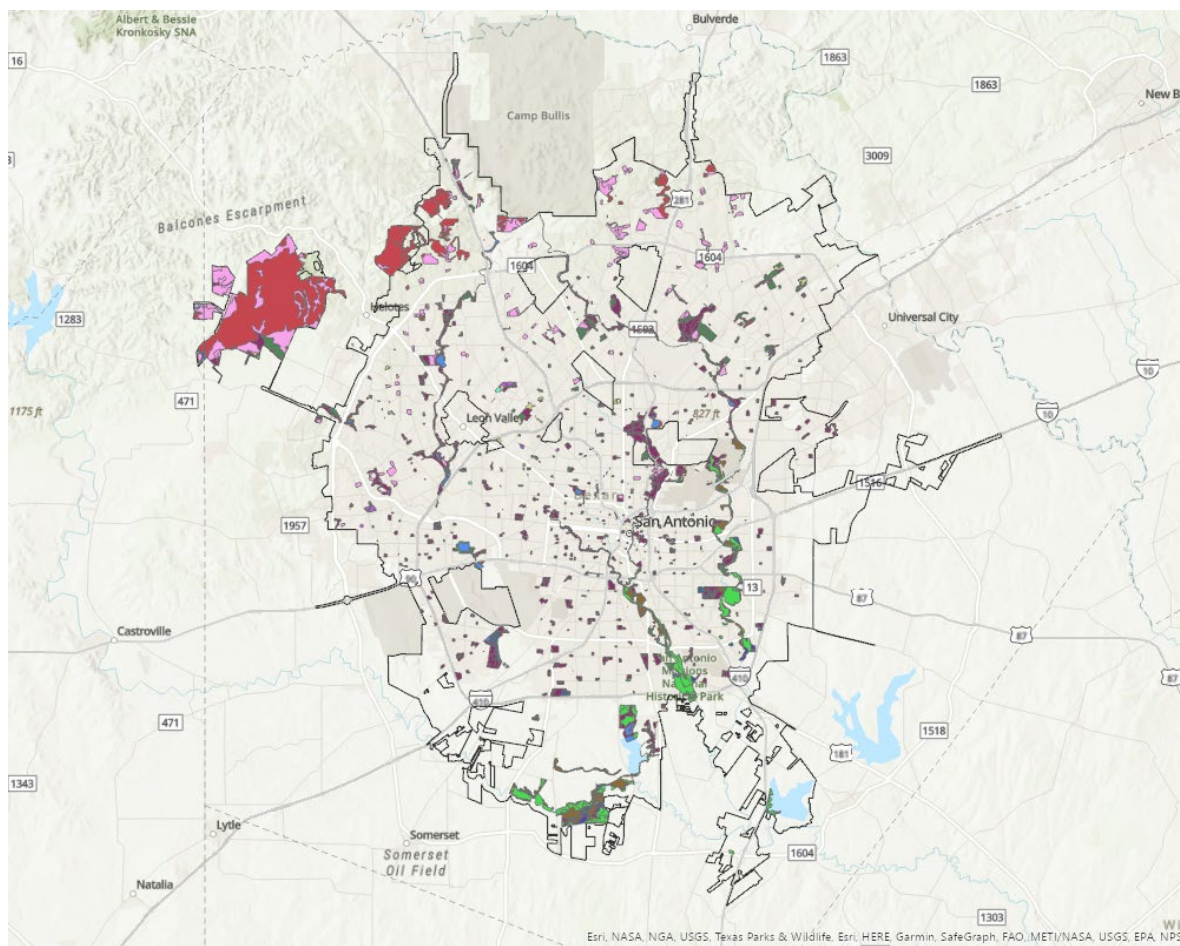 Albert & Bessie
Kronkosky SNA
Bulverde
16
1863
1863
Camp Bullis
New B
3009
281
Balcones Escarpment
1604
1604
1283
Helotes
1502
Universal City
10
471
1175 ft
827 ft
10
Leon Valley
Bexar
1516
San Antonio
1957
90
13
87
Castroville
87
San Antonio
Missions
National
Historical Park
410
87
410
471
1518
181
1343
Lytle
Somerset
Somerset
Oil Field
1604
Natalia
1303
Esri, NASA, NGA, USGS, Texas Parks & Wildlife, Esri, HERE, Garmin, SafeGraph, FAO, METI/NASA, USGS, EPA, NPS